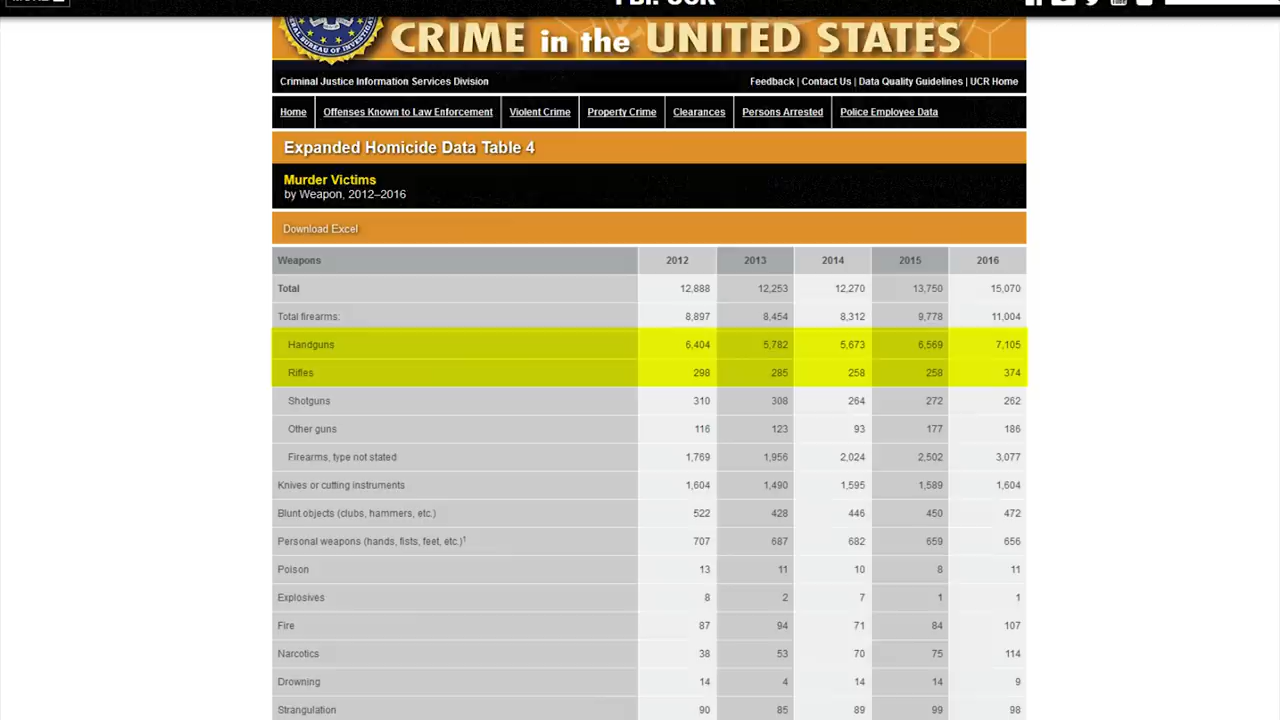 FBI: UCR
CRIME in the UNITED STATES
Criminal Justice Information Services Division Feedback | Contact Us | Data Quality Guidelines | UCR Home
Home Offenses Known to Law Enforcement Violent Crime Property Crime Clearances Persons Arrested Police Employee Data
Expanded Homicide Data Table 4
Murder Victims
by Weapon, 2012–2016
Download Excel
Weapons 2012 2013 2014 2015 2016
Total 12,888 12,253 12,270 13,750 15,070
Total firearms: 8,897 8,454 8,312 9,778 11,004
Handguns 6,404 5,782 5,673 6,569 7,105
Rifles 298 285 258 258 374
Shotguns 310 308 264 272 262
Other guns 116 123 93 177 186
Firearms, type not stated 1,769 1,956 2,024 2,502 3,077
Knives or cutting instruments 1,604 1,490 1,595 1,589 1,604
Blunt objects (clubs, hammers, etc.) 522 428 446 450 472
Personal weapons (hands, fists, feet, etc.)1 707 687 682 659 656
Poison 13 11 10 8 11
Explosives 8 2 7 1 1
Fire 87 94 71 84 107
Narcotics 38 53 70 75 114
Drowning 14 4 14 14 9
Strangulation 90 85 89 99 98